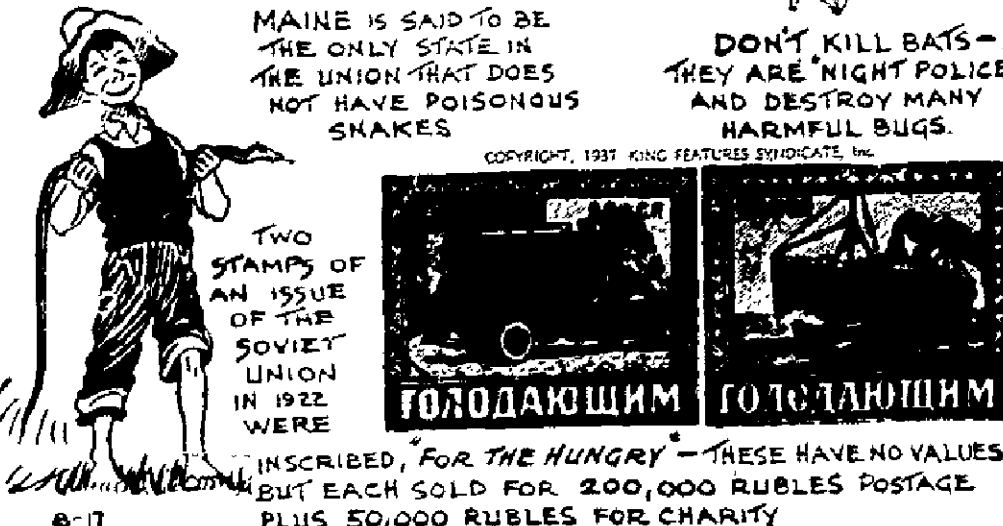 MAINE IS SAID TO BE
THE ONLY STATE IN
THE UNION THAT DOES
NOT HAVE POISONOUS
SNAKES
DON'T KILL BATS—
THEY ARE "NIGHT POLICE
AND DESTROY MANY
HARMFUL BUGS.
COPYRIGHT, 1937 KING FEATURES SYNDICATE, Inc.
TWO
STAMPS OF
AN ISSUE
OF THE
SOVIET
UNION
IN 1922
WERE
ГОЛОДАЮЩИМ
ГОЛОДАЮЩИМ
INSCRIBED, "FOR THE HUNGRY" — THESE HAVE NO VALUES
BUT EACH SOLD FOR 200,000 RUBLES POSTAGE
PLUS 50,000 RUBLES FOR CHARITY
8-17